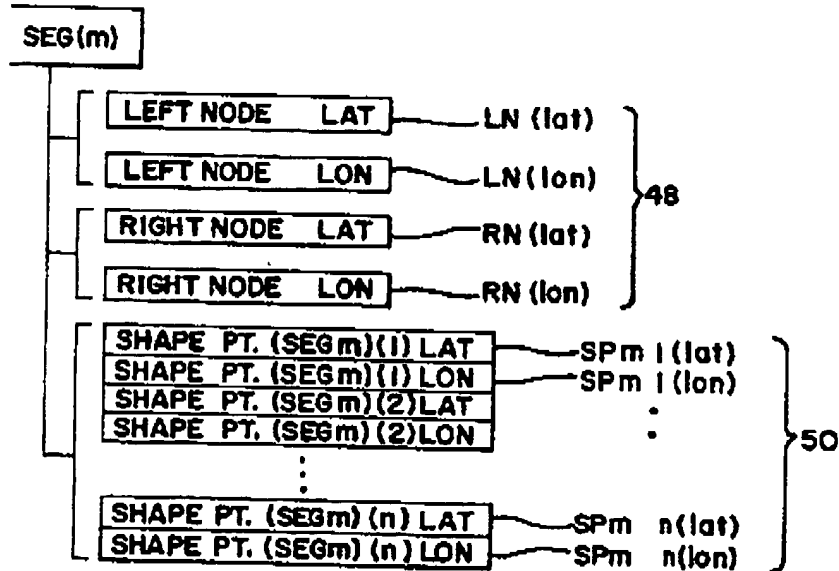 SEG(m)
LEFT NODE LAT LN (lat)
LEFT NODE LON LN (lon)
48
RIGHT NODE LAT RN (lat)
RIGHT NODE LON RN (lon)
SHAPE PT. (SEGm)(1) LAT SPm 1(lat)
SHAPE PT. (SEGm)(1) LON SPm 1(lon)
SHAPE PT. (SEGm)(2) LAT
SHAPE PT. (SEGm)(2) LON
50
SHAPE PT. (SEGm) (n) LAT SPm n(lat)
SHAPE PT. (SEGm) (n) LON SPm n(lon)